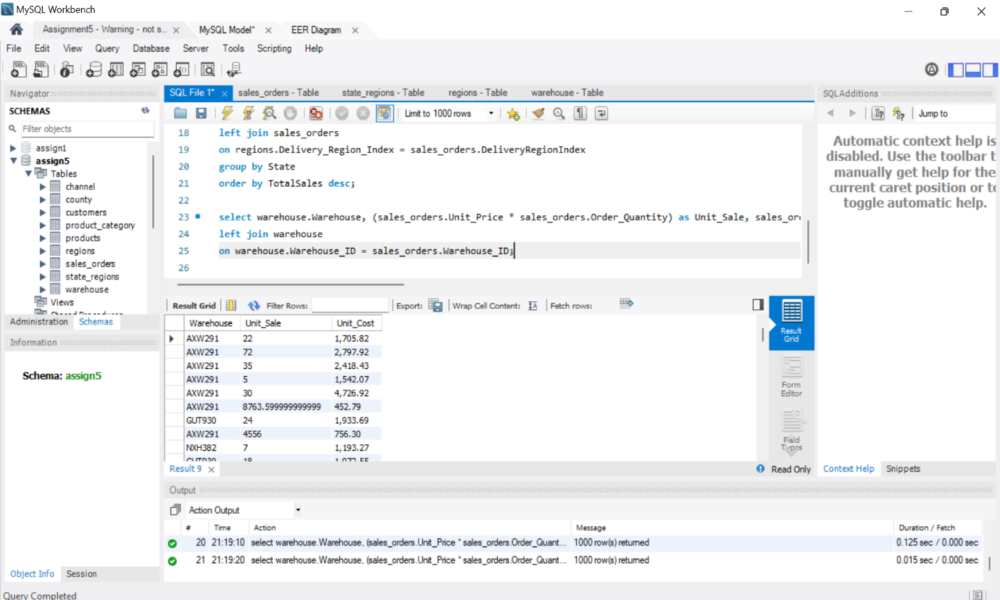 MySQL Workbench
Assignment5 - Warning - not s...
MySQL Model*
EER Diagram
File Edit View Query Database Server Tools Scripting Help
Navigator
SCHEMAS
Filter objects
assign1
assign5
Tables
channel
county
customers
product_category
products
regions
sales_orders
state_regions
warehouse
Views
Stored Procedures
Administration Schemas
Information
Schema: assign5
Object Info Session
Query Completed
SQL File 1* sales_orders - Table state_regions - Table regions - Table warehouse - Table
Limit to 1000 rows
18 left join sales_orders
19 on regions.Delivery_Region_Index = sales_orders.DeliveryRegionIndex
20 group by State
21 order by TotalSales desc;
22
23 select warehouse.Warehouse, (sales_orders.Unit_Price * sales_orders.Order_Quantity) as Unit_Sale, sales_or
24 left join warehouse
25 on warehouse.Warehouse_ID = sales_orders.Warehouse_ID;
26
Result Grid Filter Rows: Export: Wrap Cell Content: Fetch rows:
Warehouse Unit_Sale Unit_Cost
AXW291 22 1,705.82
AXW291 72 2,797.92
AXW291 35 2,418.43
AXW291 5 1,542.07
AXW291 30 4,726.92
AXW291 8763.599999999999 452.79
GUT930 24 1,933.69
AXW291 4556 756.30
NXH382 7 1,193.27
GUT930 18 1,072.55
Result Grid
Form Editor
Field Types
Result 9
Read Only
SQLAdditions
Jump to
Automatic context help is
disabled. Use the toolbar t
manually get help for the
current caret position or to
toggle automatic help.
Context Help Snippets
Output
Action Output
# Time Action Message Duration / Fetch
20 21:19:10 select warehouse.Warehouse, (sales_orders.Unit_Price * sales_orders.Order_Quant... 1000 row(s) returned 0.125 sec / 0.000 sec
21 21:19:20 select warehouse.Warehouse, (sales_orders.Unit_Price * sales_orders.Order_Quant... 1000 row(s) returned 0.015 sec / 0.000 sec